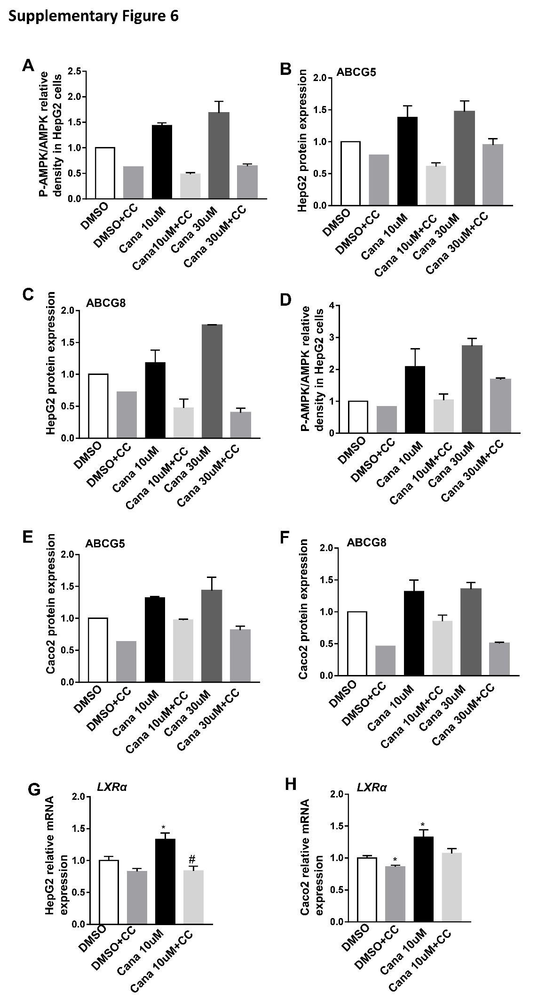 Supplementary Figure 6
A
P-AMPK/AMPK relative
density in HepG2 cells
2.5
2.0
1.5
1.0
0.5
0.0
DMSO
DMSO+CC
Cana 10uM
Cana10uM+CC
Cana 30uM
Cana 30uM+CC
B
ABCG5
HepG2 protein expression
2.0
1.5
1.0
0.5
0.0
DMSO
DMSO+CC
Cana 10uM
Cana 10uM+CC
Cana 30uM
Cana 30uM+CC
C
ABCG8
HepG2 protein expression
2.0
1.5
1.0
0.5
0.0
DMSO
DMSO+CC
Cana 10uM
Cana 10uM+CC
Cana 30uM
Cana 30uM+CC
D
P-AMPK/AMPK relative
density in HepG2 cells
4
3
2
1
0
DMSO
DMSO+CC
Cana 10uM
Cana 10uM+CC
Cana 30uM
Cana 30uM+CC
E
ABCG5
Caco2 protein expression
2.0
1.5
1.0
0.5
0.0
DMSO
DMSO+CC
Cana 10uM
Cana 10uM+CC
Cana 30uM
Cana 30uM+CC
F
ABCG8
Caco2 protein expression
2.0
1.5
1.0
0.5
0.0
DMSO
DMSO+CC
Cana 10uM
Cana 10uM+CC
Cana 30uM
Cana 30uM+CC
G
LXRα
HepG2 relative mRNA
expression
2.0
1.5
1.0
0.5
0.0
*
#
DMSO
DMSO+CC
Cana 10uM
Cana 10uM+CC
H
LXRα
Caco2 relative mRNA
expression
2.0
1.5
1.0
0.5
0.0
*
*
DMSO
DMSO+CC
Cana 10uM
Cana 10uM+CC